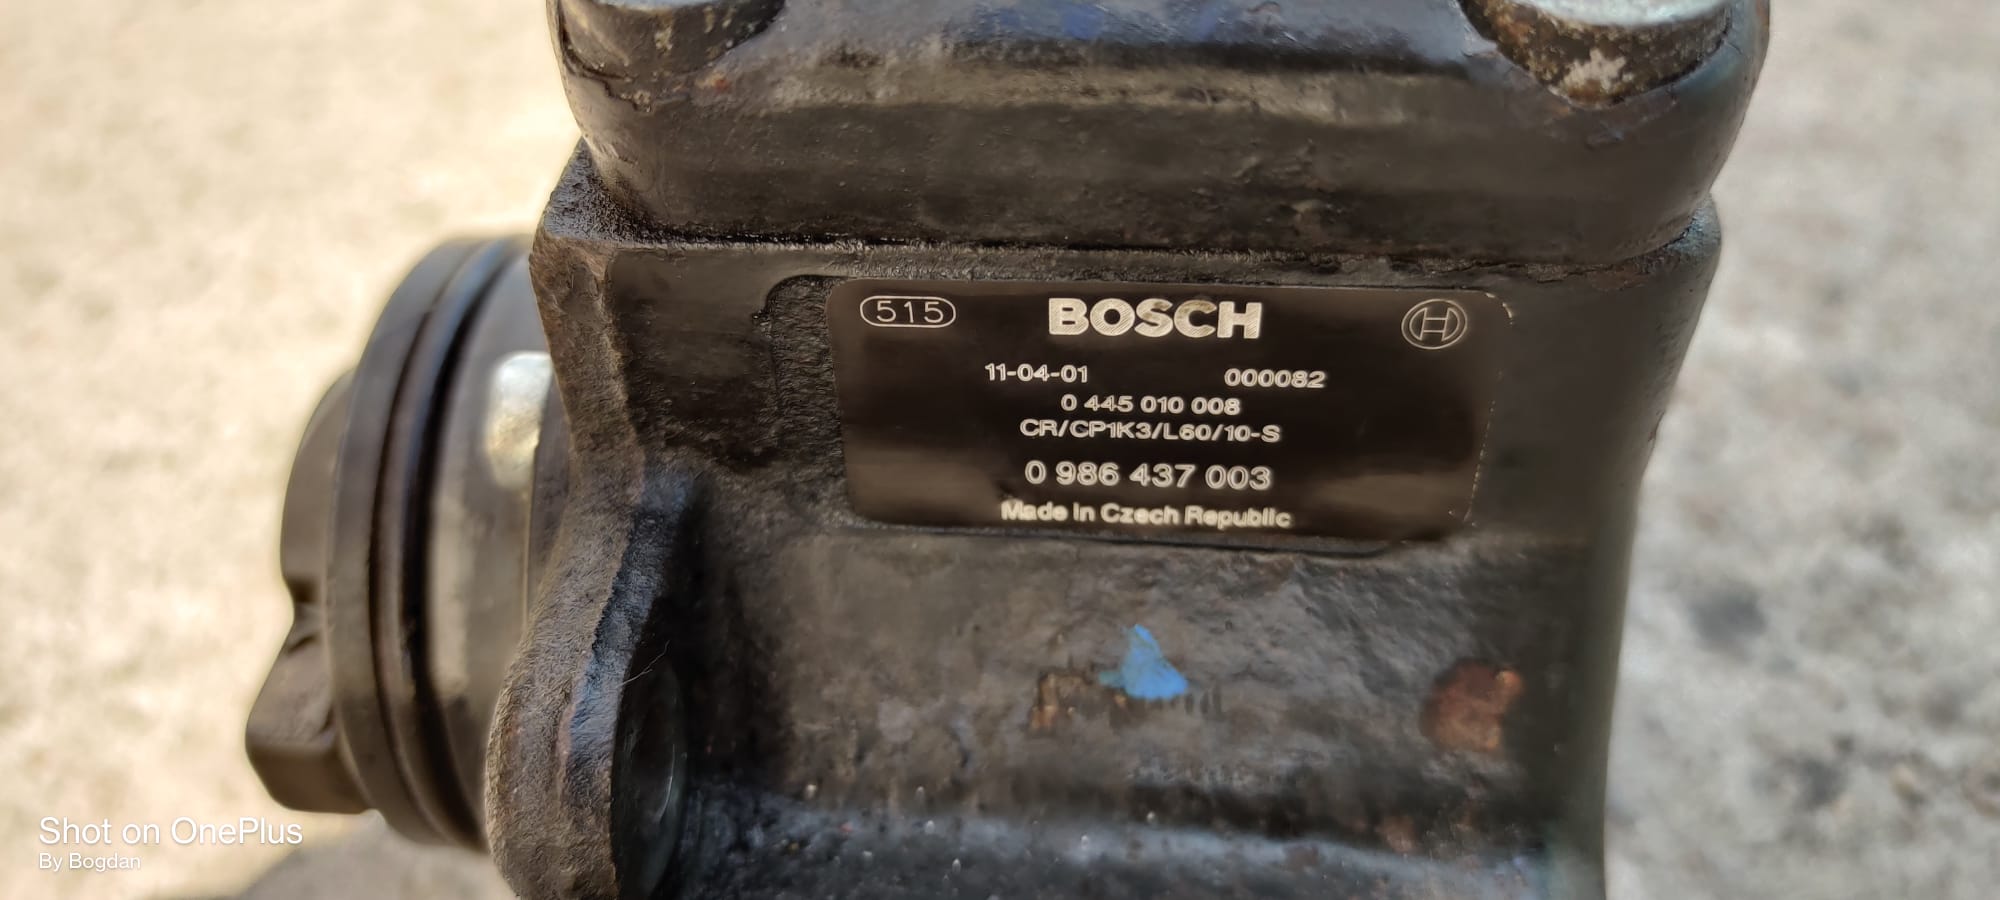 515 BOSCH
11-04-01 000082
0 445 010 008
CR/CP1K3/L60/10-S
0 986 437 003
Made in Czech Republic
Shot on OnePlus
By Bogdan